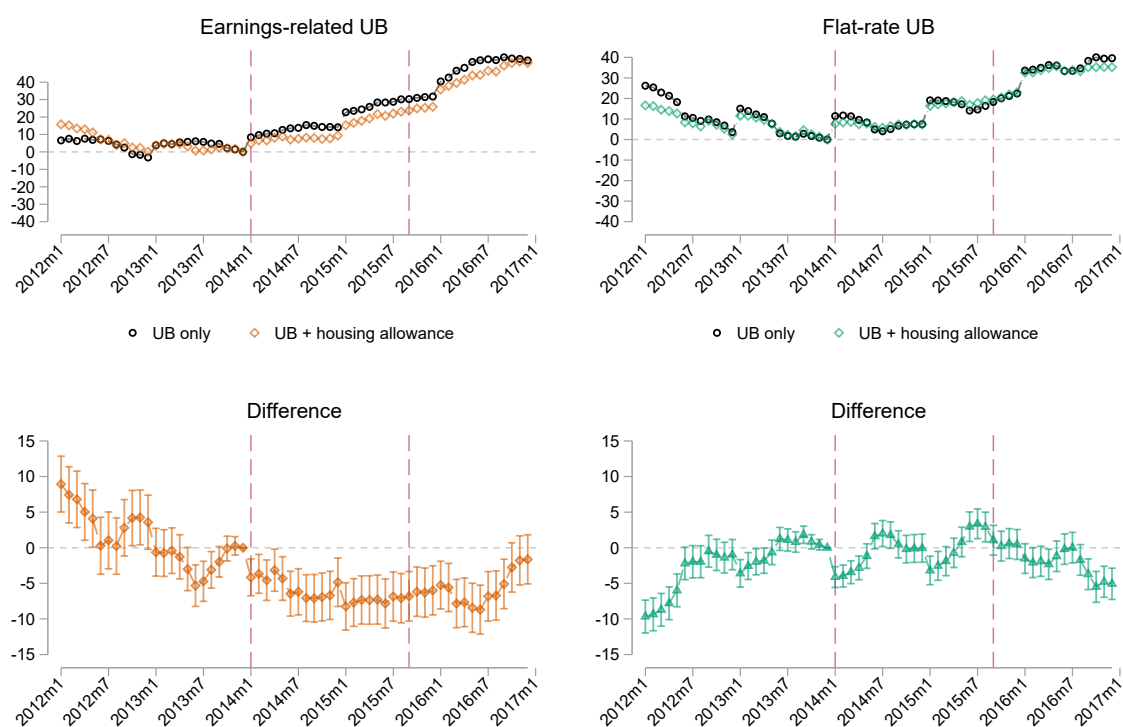 Earnings-related UB
40
30
20
10
0
-10
-20
-30
-40
2012m1
2012m7
2013m1
2013m7
2014m1
2014m7
2015m1
2015m7
2016m1
2016m7
2017m1
UB only
UB + housing allowance
Flat-rate UB
40
30
20
10
0
-10
-20
-30
-40
2012m1
2012m7
2013m1
2013m7
2014m1
2014m7
2015m1
2015m7
2016m1
2016m7
2017m1
UB only
UB + housing allowance
Difference
15
10
5
0
-5
-10
-15
2012m1
2012m7
2013m1
2013m7
2014m1
2014m7
2015m1
2015m7
2016m1
2016m7
2017m1
Difference
15
10
5
0
-5
-10
-15
2012m1
2012m7
2013m1
2013m7
2014m1
2014m7
2015m1
2015m7
2016m1
2016m7
2017m1